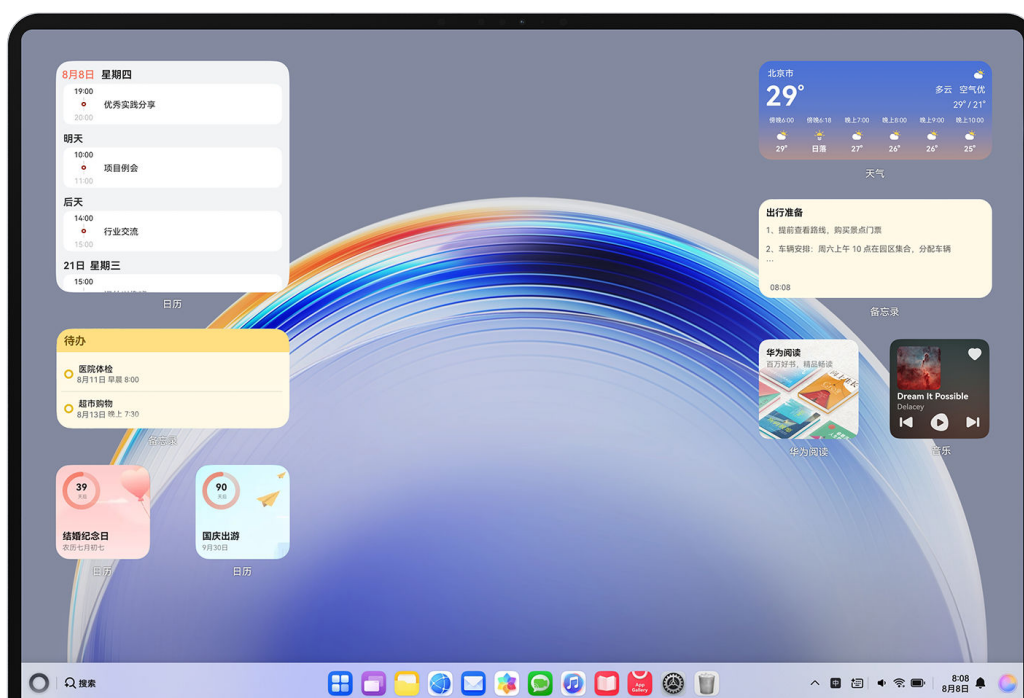 8月8日 星期四
19:00
优秀实践分享
20:00
明天
10:00
项目例会
11:00
后天
14:00
行业交流
15:00
21日 星期三
15:00
日历
待办
医院体检
8月11日 早晨 8:00
超市购物
8月13日 晚上 7:30
备忘录
39
天后
结婚纪念日
农历七月初七
日历
90
天后
国庆出游
9月30日
日历
北京市
29°
多云 空气优
29°/ 21°
傍晚6:00 傍晚6:18 晚上7:00 晚上8:00 晚上9:00 晚上10:00
29° 日落 27° 26° 26° 25°
天气
出行准备
1、提前查看路线，购买景点门票
2、车辆安排：周六上午 10 点在园区集合，分配车辆
...
08:08
备忘录
华为阅读
百万好书，精品畅读
华为阅读
Dream It Possible
Delacey
音乐
搜索
App
Gallery
中
8:08
8月8日